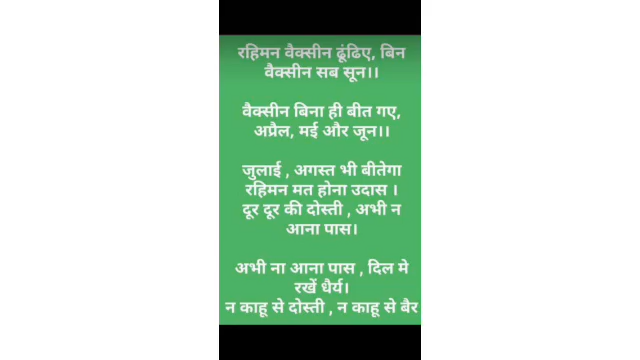 रहिमन वैक्सीन ढूंढिए, बिन
वैक्सीन सब सून।।
वैक्सीन बिना ही बीत गए,
अप्रैल, मई और जून।।
जुलाई , अगस्त भी बीतेगा
रहिमन मत होना उदास ।
दूर दूर की दोस्ती , अभी न
आना पास।
अभी ना आना पास , दिल मे
रखें धैर्य।
न काहू से दोस्ती , न काहू से बैर